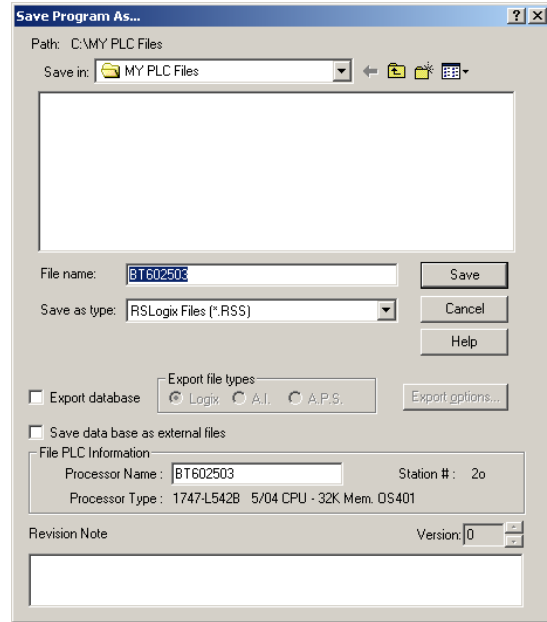 Save Program As...
Path: C:\MY PLC Files
Save in: MY PLC Files
File name: BT602503 Save
Save as type: RSLogix Files (*.RSS) Cancel
Help
Export file types
Export database Logix A.I. A.P.S. Export options...
Save data base as external files
File PLC Information
Processor Name : BT602503 Station # : 2o
Processor Type : 1747-L542B 5/04 CPU - 32K Mem. OS401
Revision Note Version: 0